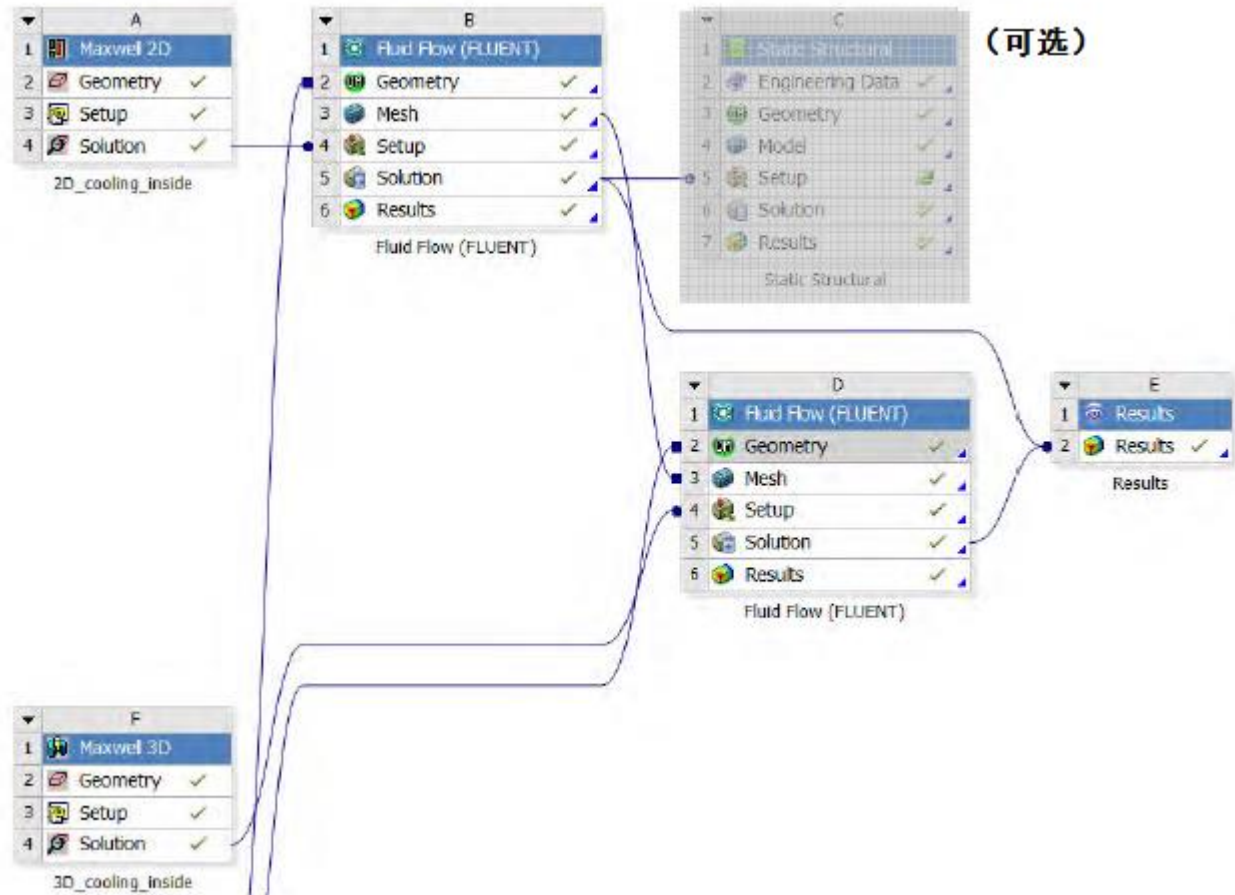 A
1 Maxwell 2D
2 Geometry
3 Setup
4 Solution
2D_cooling_inside
B
1 Fluid Flow (FLUENT)
2 Geometry
3 Mesh
4 Setup
5 Solution
6 Results
Fluid Flow (FLUENT)
C
1 Static Structural
2 Engineering Data
3 Geometry
4 Model
5 Setup
6 Solution
7 Results
Static Structural
（可选）
D
1 Fluid Flow (FLUENT)
2 Geometry
3 Mesh
4 Setup
5 Solution
6 Results
Fluid Flow (FLUENT)
E
1 Results
2 Results
Results
F
1 Maxwell 3D
2 Geometry
3 Setup
4 Solution
3D_cooling_inside